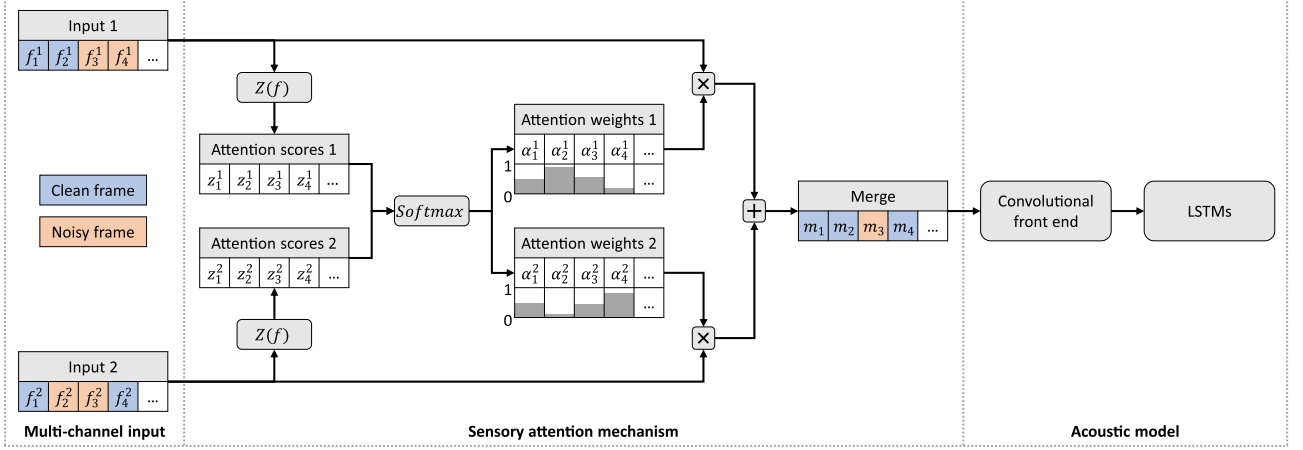 Input 1
f₁¹ f₂¹ f₃¹ f₄¹ ...
Z(f)
Attention scores 1
z₁¹ z₂¹ z₃¹ z₄¹ ...
Clean frame
Noisy frame
Attention scores 2
z₁² z₂² z₃² z₄² ...
Z(f)
Input 2
f₁² f₂² f₃² f₄² ...
Softmax
Attention weights 1
α₁¹ α₂¹ α₃¹ α₄¹ ...
1
0
...
Attention weights 2
α₁² α₂² α₃² α₄² ...
1
0
...
×
×
+
Merge
m₁ m₂ m₃ m₄ ...
Convolutional
front end
LSTMs
Multi-channel input
Sensory attention mechanism
Acoustic model